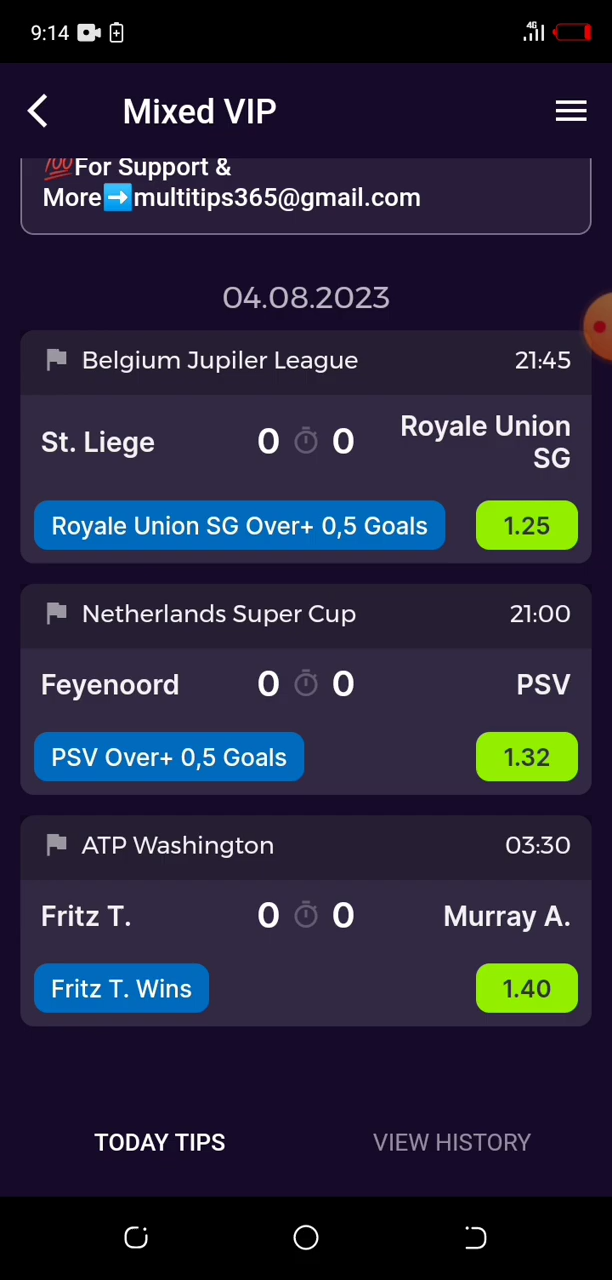 9:14
4G
Mixed VIP
💯For Support &
More➡️multitips365@gmail.com
04.08.2023
Belgium Jupiler League 21:45
St. Liege 0 0 Royale Union
SG
Royale Union SG Over+ 0,5 Goals 1.25
Netherlands Super Cup 21:00
Feyenoord 0 0 PSV
PSV Over+ 0,5 Goals 1.32
ATP Washington 03:30
Fritz T. 0 0 Murray A.
Fritz T. Wins 1.40
TODAY TIPS VIEW HISTORY